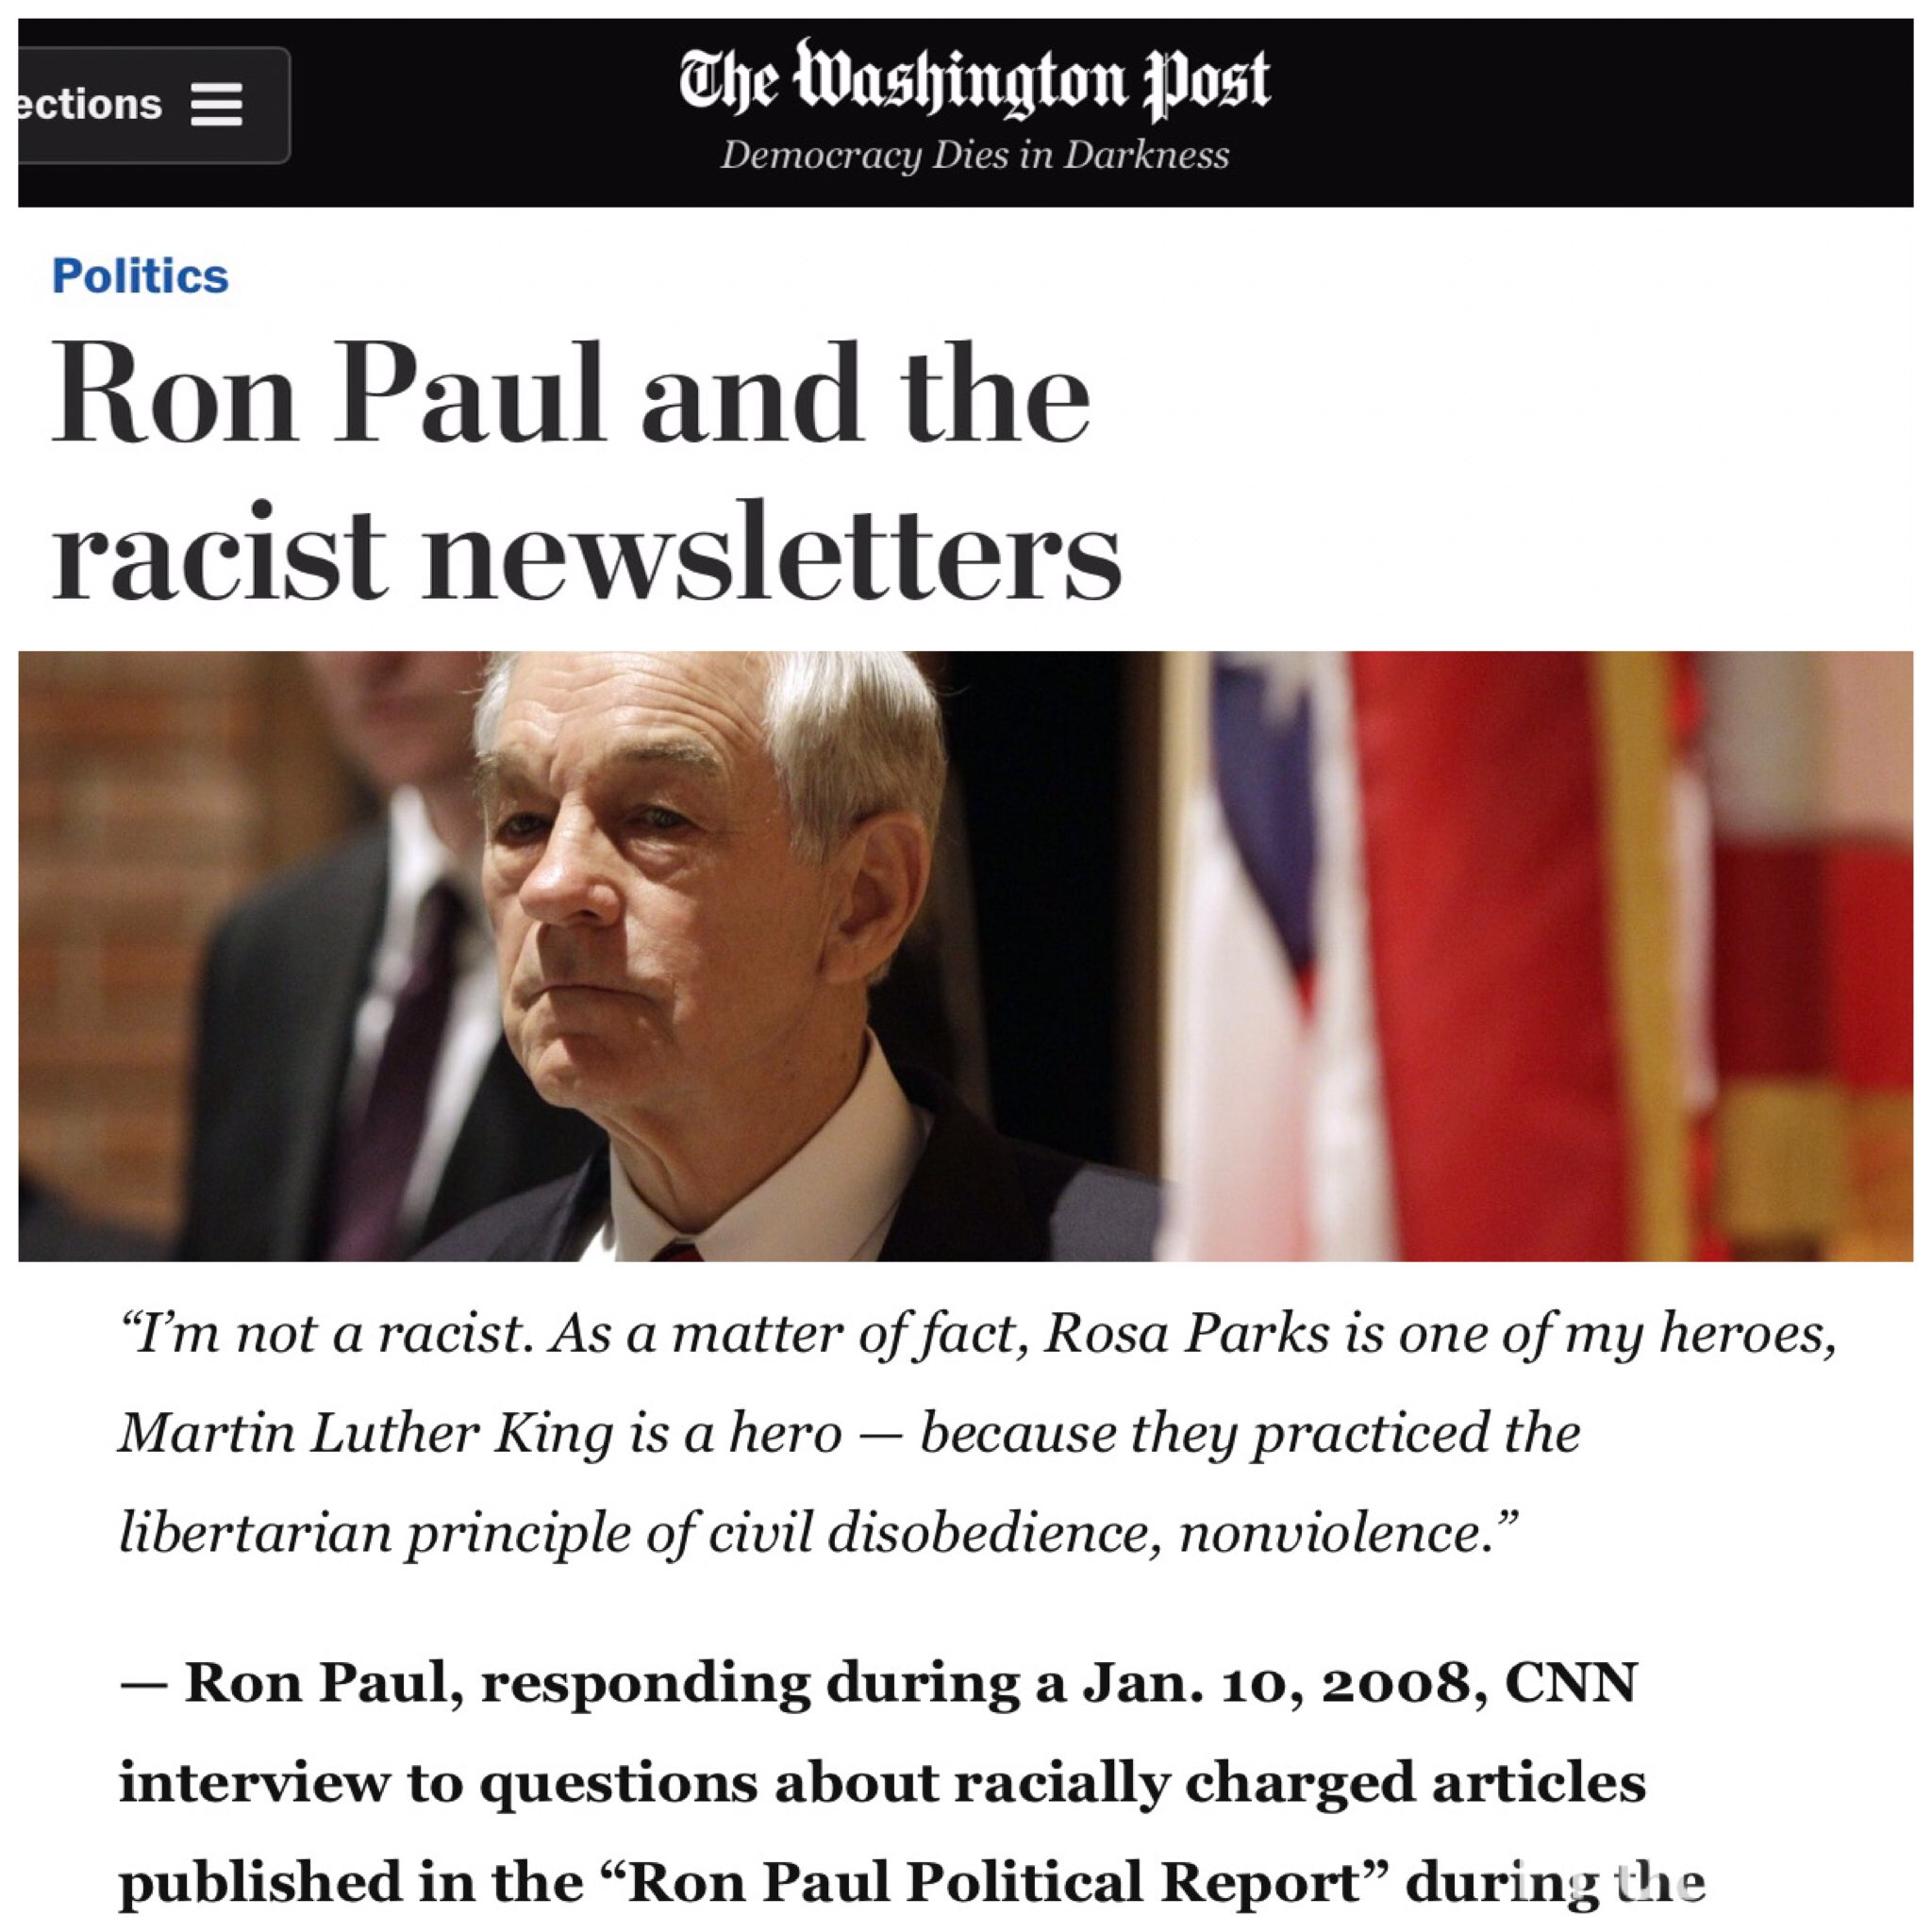 ections
The Washington Post
Democracy Dies in Darkness
Politics
Ron Paul and the
racist newsletters
“I’m not a racist. As a matter of fact, Rosa Parks is one of my heroes,
Martin Luther King is a hero — because they practiced the
libertarian principle of civil disobedience, nonviolence.”
— Ron Paul, responding during a Jan. 10, 2008, CNN
interview to questions about racially charged articles
published in the “Ron Paul Political Report” during the